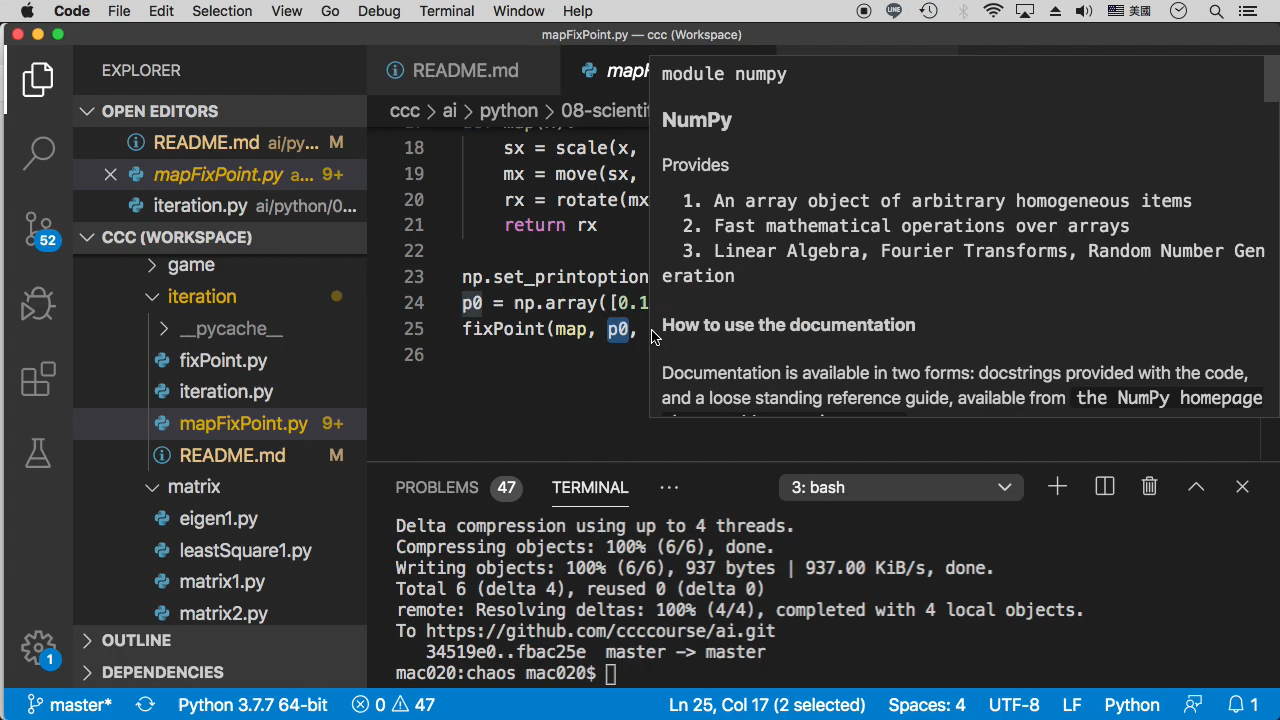 Code File Edit Selection View Go Debug Terminal Window Help 美國
mapFixPoint.py — ccc (Workspace)
EXPLORER
OPEN EDITORS
README.md ai/py... M
mapFixPoint.py a... 9+
iteration.py ai/python/0...
52
CCC (WORKSPACE)
game
iteration
__pycache__
fixPoint.py
iteration.py
mapFixPoint.py 9+
README.md M
matrix
eigen1.py
leastSquare1.py
matrix1.py
matrix2.py
OUTLINE
DEPENDENCIES
1
README.md
ccc > ai > python > 08-scientif
18 sx = scale(x,
19 mx = move(sx,
20 rx = rotate(mx
21 return rx
22
23 np.set_printoption
24 p0 = np.array([0.1
25 fixPoint(map, p0,
26
module numpy
NumPy
Provides
1. An array object of arbitrary homogeneous items
2. Fast mathematical operations over arrays
3. Linear Algebra, Fourier Transforms, Random Number Gen
eration
How to use the documentation
Documentation is available in two forms: docstrings provided with the code,
and a loose standing reference guide, available from the NumPy homepage
PROBLEMS 47 TERMINAL ... 3: bash
Delta compression using up to 4 threads.
Compressing objects: 100% (6/6), done.
Writing objects: 100% (6/6), 937 bytes | 937.00 KiB/s, done.
Total 6 (delta 4), reused 0 (delta 0)
remote: Resolving deltas: 100% (4/4), completed with 4 local objects.
To https://github.com/ccccourse/ai.git
34519e0..fbac25e master -> master
mac020:chaos mac020$
master* Python 3.7.7 64-bit 0 47 Ln 25, Col 17 (2 selected) Spaces: 4 UTF-8 LF Python 1